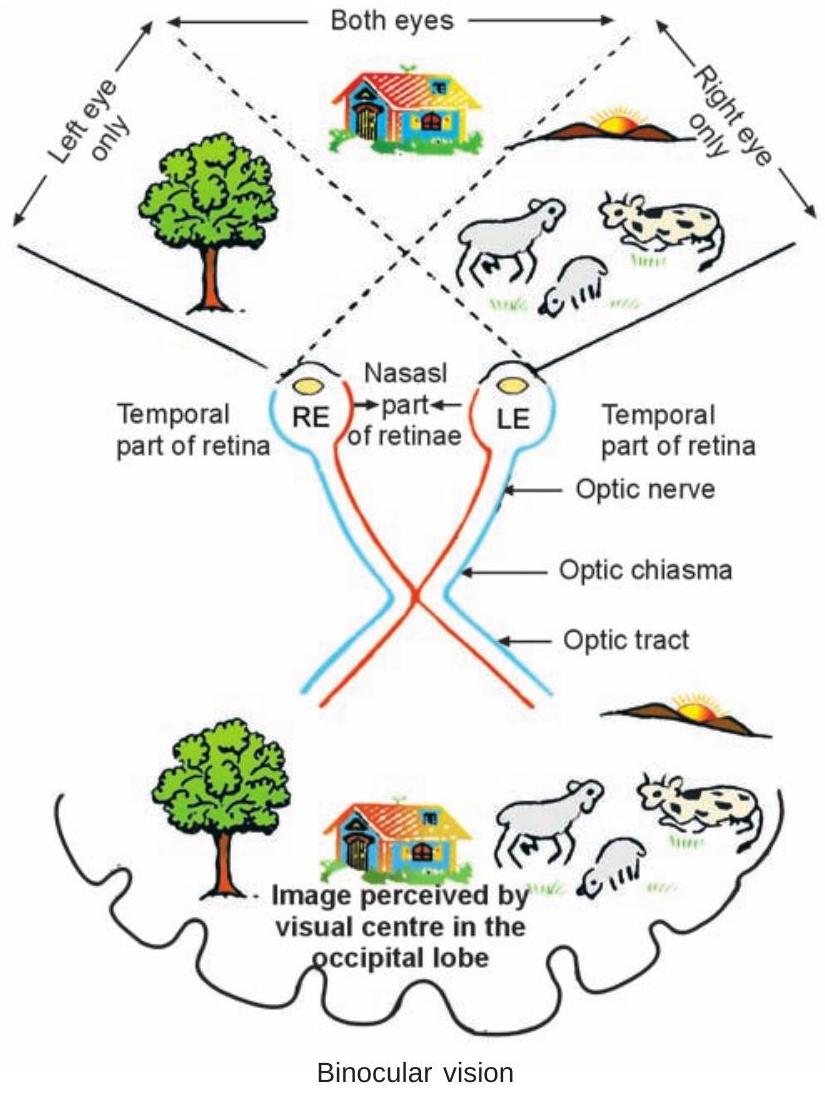 Both eyes
Left eye
only
Right eye
only
Nasasl
part
of retinae
RE
LE
Temporal
part of retina
Temporal
part of retina
Optic nerve
Optic chiasma
Optic tract
Image perceived by
visual centre in the
occipital lobe
Binocular vision